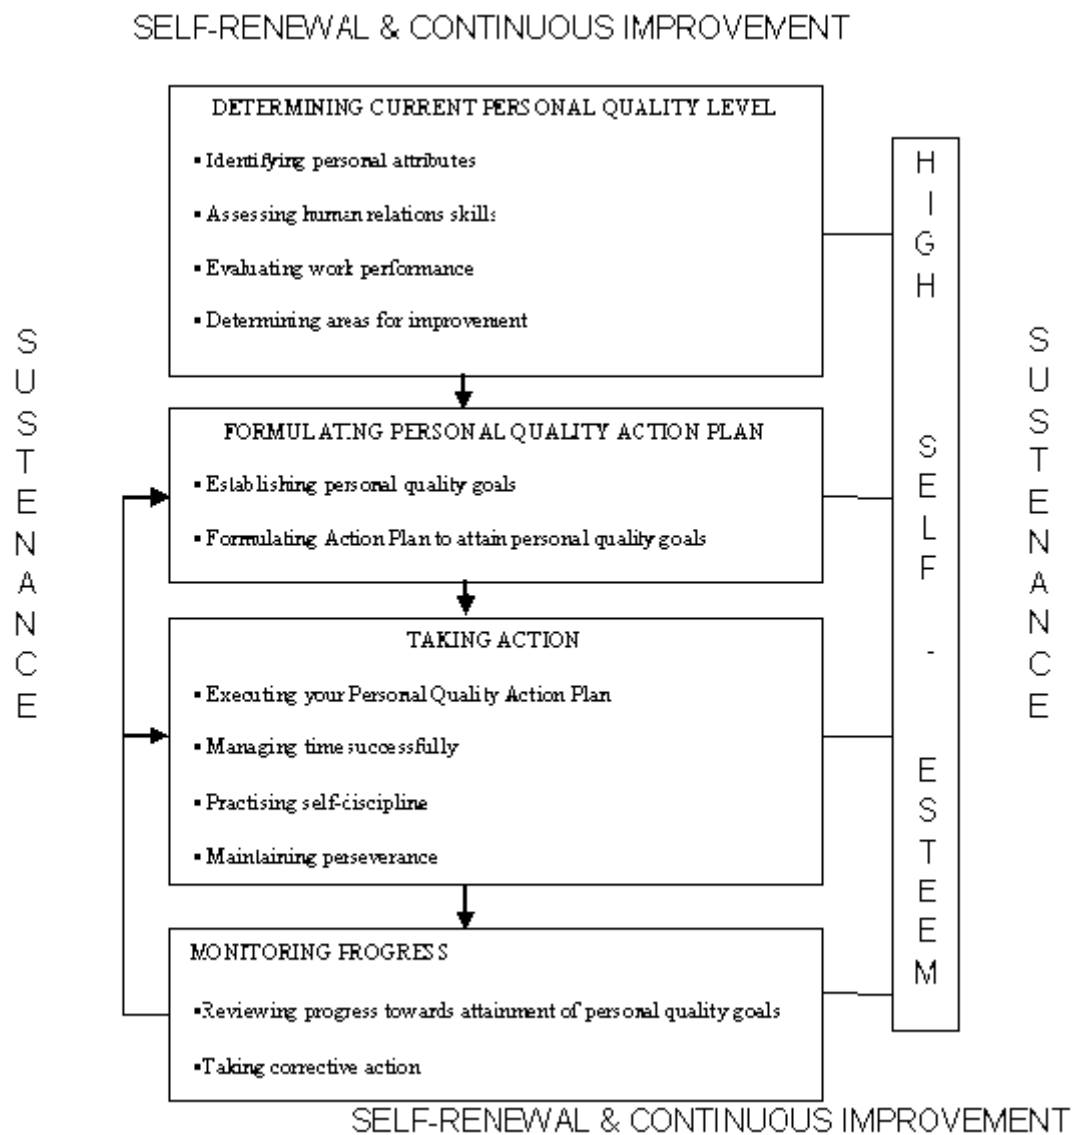 SELF-RENEWAL & CONTINUOUS IMPROVEMENT
DETERMINING CURRENT PERSONAL QUALITY LEVEL
▪ Identifying personal attributes
▪ Assessing human relations skills
▪ Evaluating work performance
▪ Determining areas for improvement
FORMULATING PERSONAL QUALITY ACTION PLAN
▪ Establishing personal quality goals
▪ Formulating Action Plan to attain personal quality goals
TAKING ACTION
▪ Executing your Personal Quality Action Plan
▪ Managing time successfully
▪ Practising self-discipline
▪ Maintaining perseverance
MONITORING PROGRESS
▪Reviewing progress towards attainment of personal quality goals
▪Taking corrective action
SUSTENANCE
HIGH SELF - ESTEEM
SUSTENANCE
SELF-RENEWAL & CONTINUOUS IMPROVEMENT